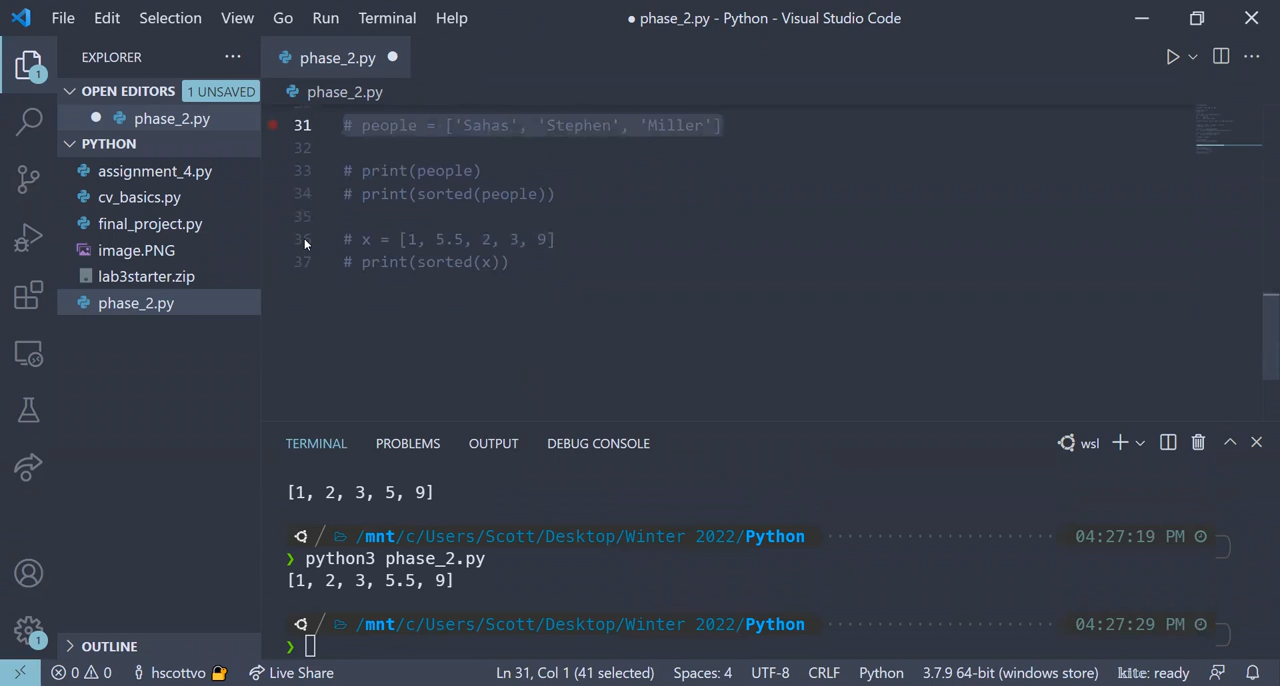 File Edit Selection View Go Run Terminal Help
● phase_2.py - Python - Visual Studio Code
EXPLORER
phase_2.py
OPEN EDITORS 1 UNSAVED
phase_2.py
phase_2.py
PYTHON
assignment_4.py
cv_basics.py
final_project.py
image.PNG
lab3starter.zip
phase_2.py
OUTLINE
1
1
31 # people = ['Sahas', 'Stephen', 'Miller']
32
33 # print(people)
34 # print(sorted(people))
35
36 # x = [1, 5.5, 2, 3, 9]
37 # print(sorted(x))
TERMINAL PROBLEMS OUTPUT DEBUG CONSOLE
wsl
[1, 2, 3, 5, 9]
/mnt/c/Users/Scott/Desktop/Winter 2022/Python 04:27:19 PM
❯ python3 phase_2.py
[1, 2, 3, 5.5, 9]
/mnt/c/Users/Scott/Desktop/Winter 2022/Python 04:27:29 PM
❯
0 0 hscottvo Live Share Ln 31, Col 1 (41 selected) Spaces: 4 UTF-8 CRLF Python 3.7.9 64-bit (windows store) kite: ready